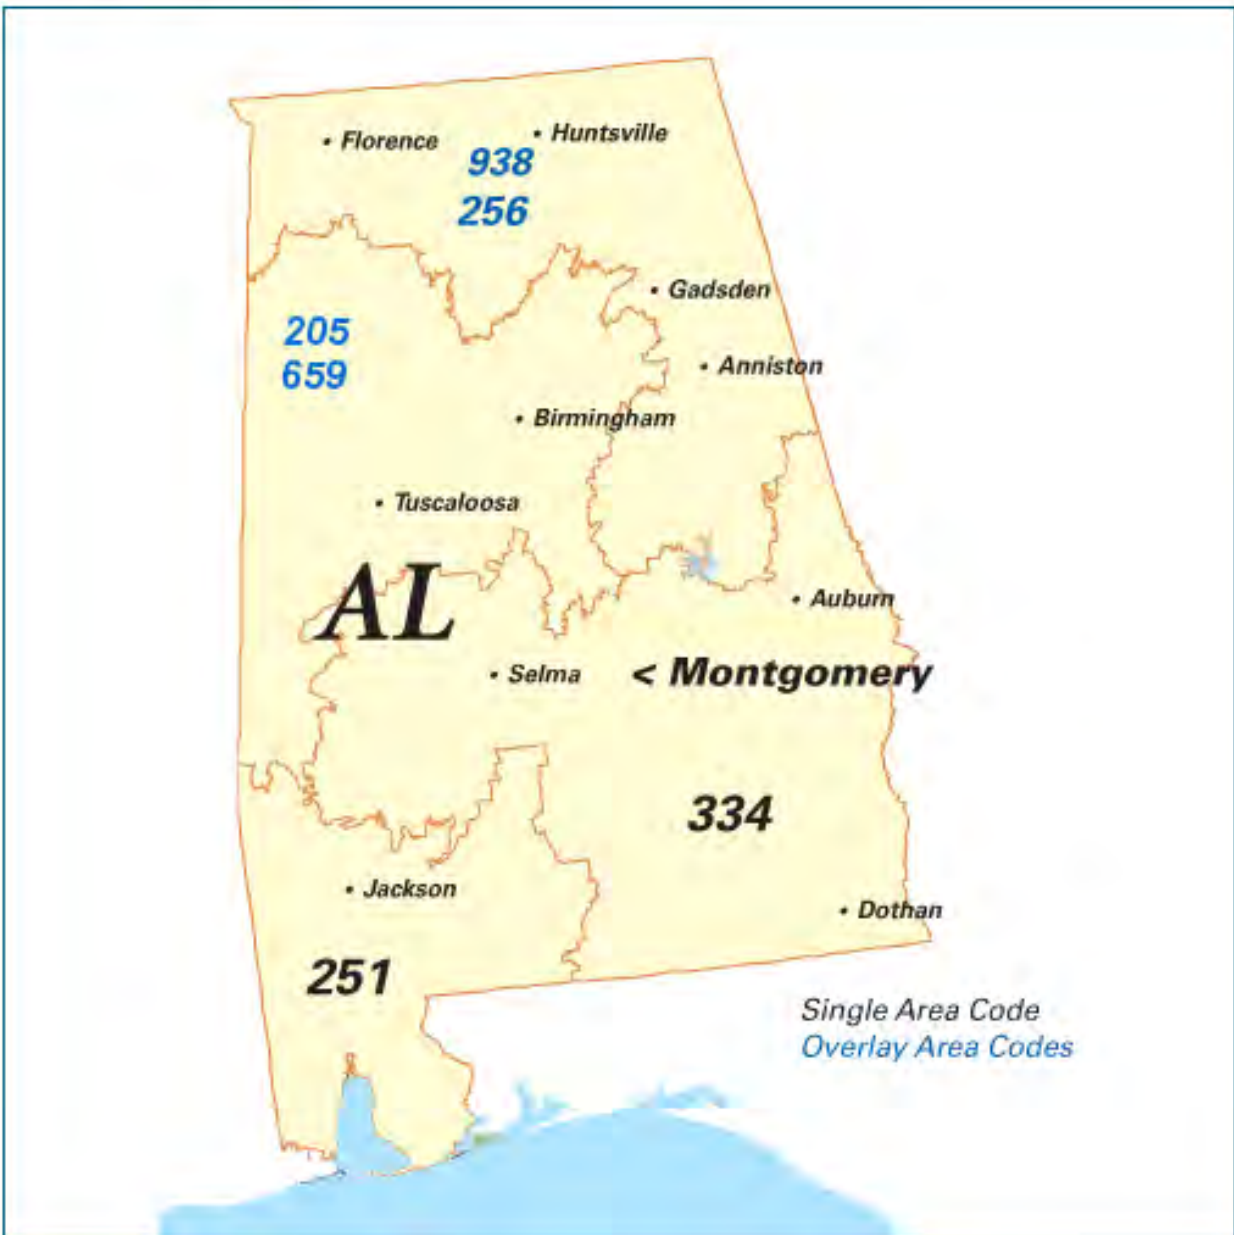 • Florence
• Huntsville
938
256
• Gadsden
205
659
• Anniston
• Birmingham
• Tuscaloosa
AL
• Auburn
• Selma
< Montgomery
334
• Jackson
• Dothan
251
Single Area Code
Overlay Area Codes